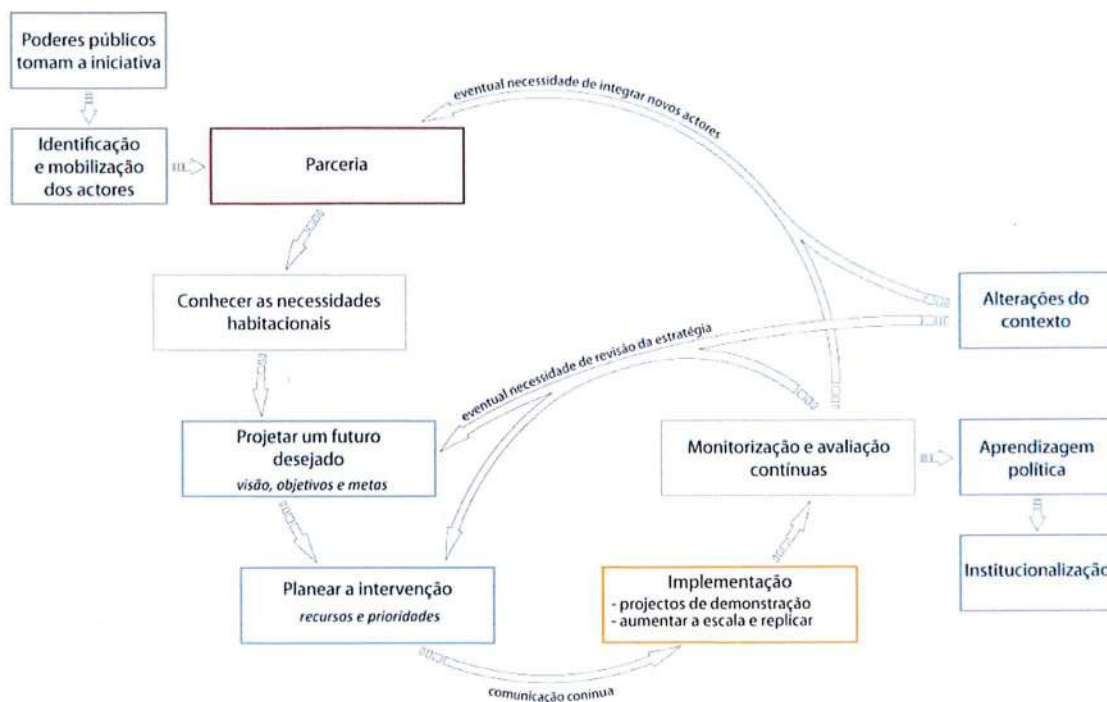 Poderes públicos
tomam a iniciativa
eventual necessidade de integrar novos actores
Identificação
e mobilização
dos actores
Parceria
Conhecer as necessidades
habitacionais
Alterações do
contexto
eventual necessidade de revisão da estratégia
Projetar um futuro
desejado
visão, objetivos e metas
Monitorização e avaliação
contínuas
Aprendizagem
política
Planear a intervenção
recursos e prioridades
Implementação
- projectos de demonstração
- aumentar a escala e replicar
Institucionalização
comunicação coninua